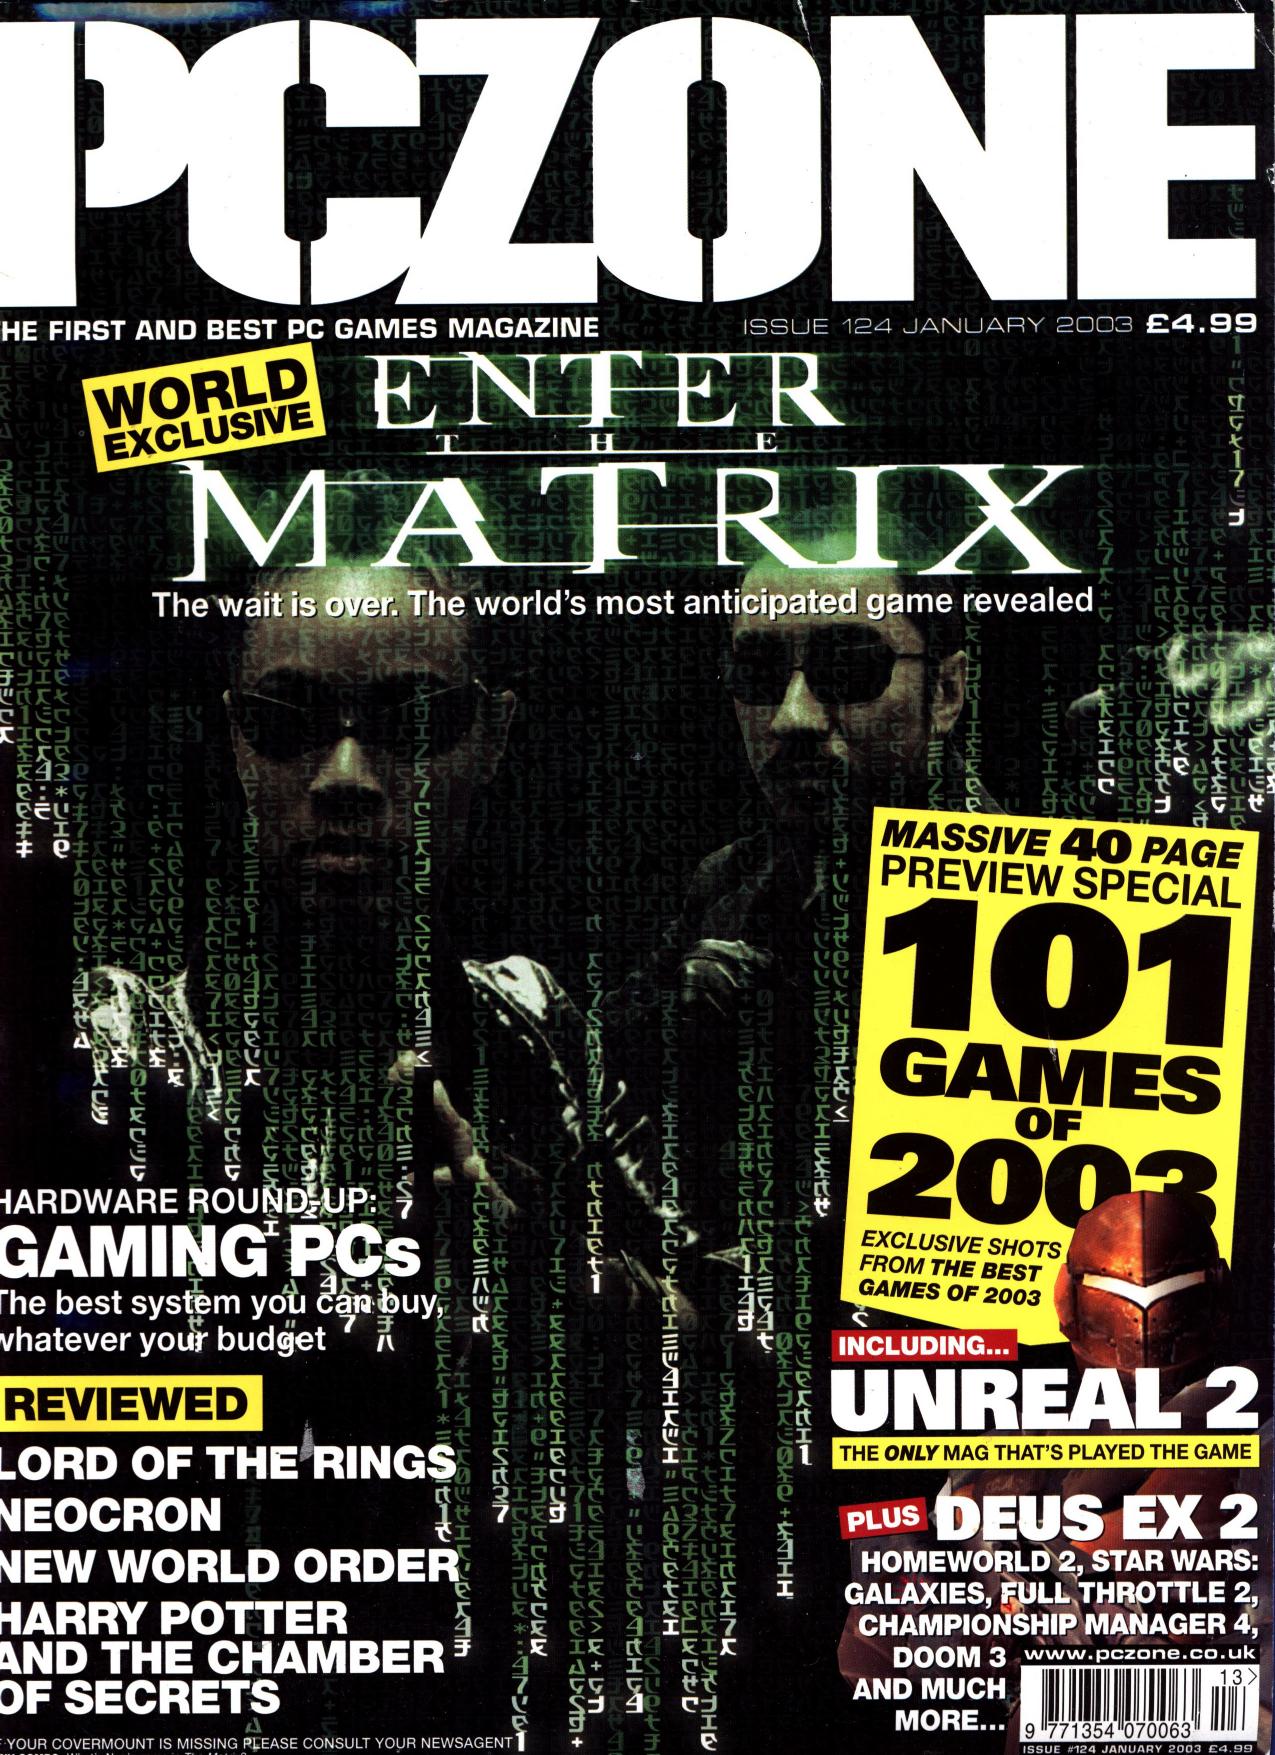 PCZONE
HE FIRST AND BEST PC GAMES MAGAZINE
ISSUE 124 JANUARY 2003 £4.99
WORLD
EXCLUSIVE
ENTER
THE
MATRIX
The wait is over. The world's most anticipated game revealed
MASSIVE 40 PAGE
PREVIEW SPECIAL
101
GAMES
OF
2003
EXCLUSIVE SHOTS
FROM THE BEST
GAMES OF 2003
HARDWARE ROUND-UP:
GAMING PCs
The best system you can buy,
whatever your budget
REVIEWED
LORD OF THE RINGS
NEOCRON
NEW WORLD ORDER
HARRY POTTER
AND THE CHAMBER
OF SECRETS
INCLUDING...
UNREAL 2
THE ONLY MAG THAT'S PLAYED THE GAME
PLUS DEUS EX 2
HOMEWORLD 2, STAR WARS:
GALAXIES, FULL THROTTLE 2,
CHAMPIONSHIP MANAGER 4,
DOOM 3
AND MUCH
MORE...
www.pczone.co.uk
13>
9 771354 070063
ISSUE #124 JANUARY 2003 £4.99
F YOUR COVERMOUNT IS MISSING PLEASE CONSULT YOUR NEWSAGENT